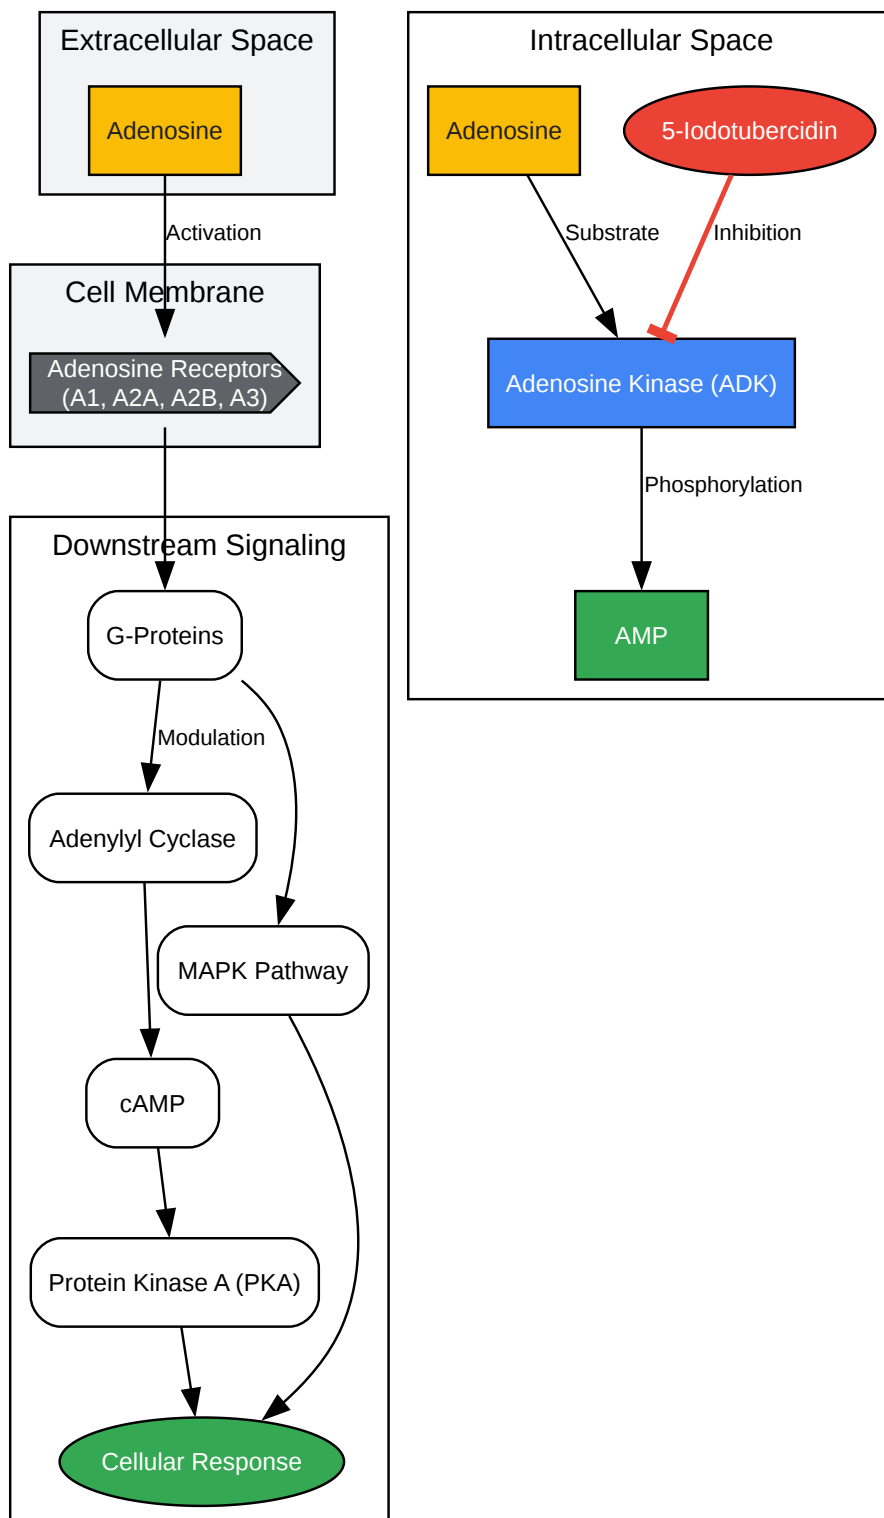 Extracellular Space
Adenosine
Activation
Cell Membrane
Adenosine Receptors
(A1, A2A, A2B, A3)
Downstream Signaling
G-Proteins
Modulation
Adenylyl Cyclase
MAPK Pathway
cAMP
Protein Kinase A (PKA)
Cellular Response
Intracellular Space
Adenosine
5-Iodotubercidin
Substrate
Inhibition
Adenosine Kinase (ADK)
Phosphorylation
AMP